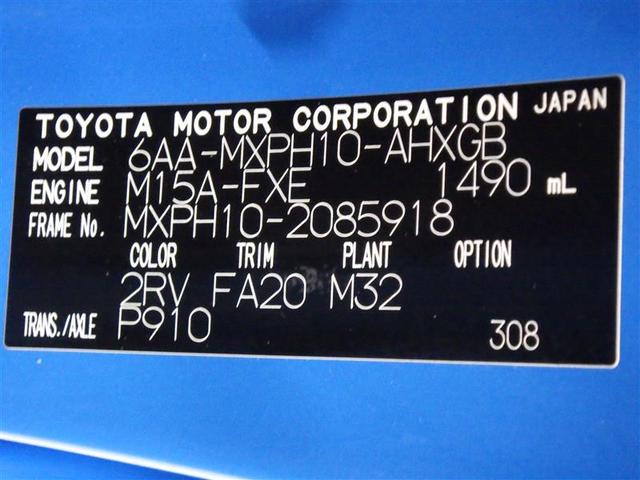 TOYOTA MOTOR CORPORATION JAPAN
MODEL 6AA-MXPH10-AHXGB
ENGINE M15A-FXE 1490 mL
FRAME No. MXPH10-2085918
COLOR TRIM PLANT OPTION
2RV FA20 M32
TRANS./AXLE P910 308